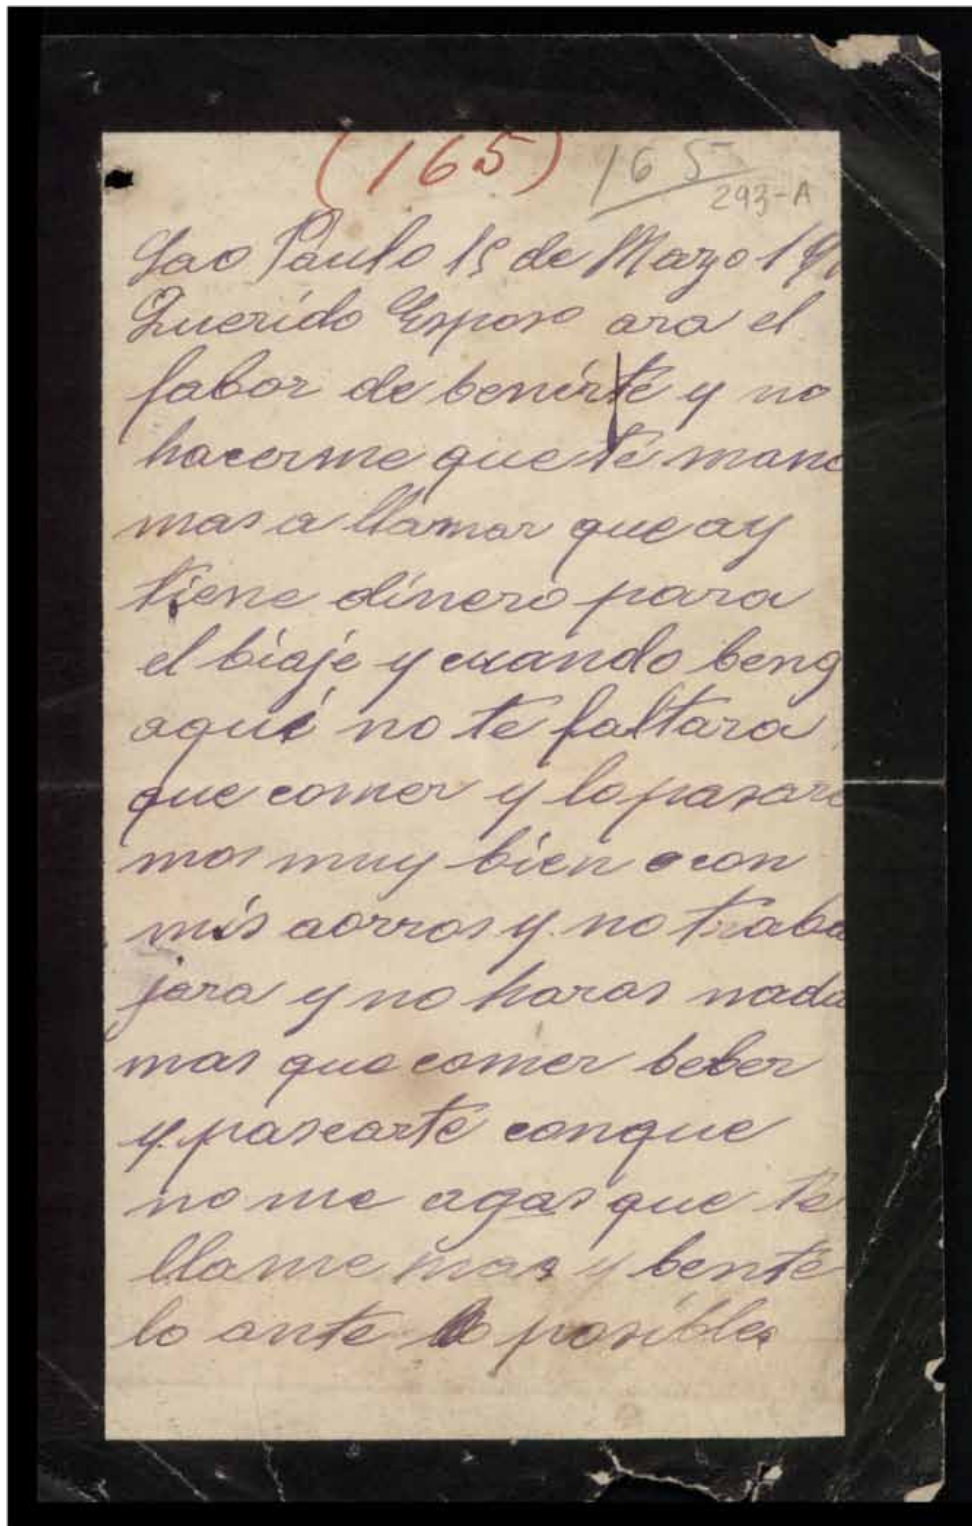 (165) 165
293-A
Sao Paulo 15 de Marzo 19
Querido Esposo ara el
fabor de benirte y no
hacerme que te mand
mas a llamar que ay
tiene dinero para
el biaje y cuando beng
aqui no te faltara
que comer y lo pasare
mos muy bien con
mis aorros y no traba
jara y no haras nada
mas que comer beber
y pasearte conque
no me agas que te
llame mas y bente
lo ante lo posible